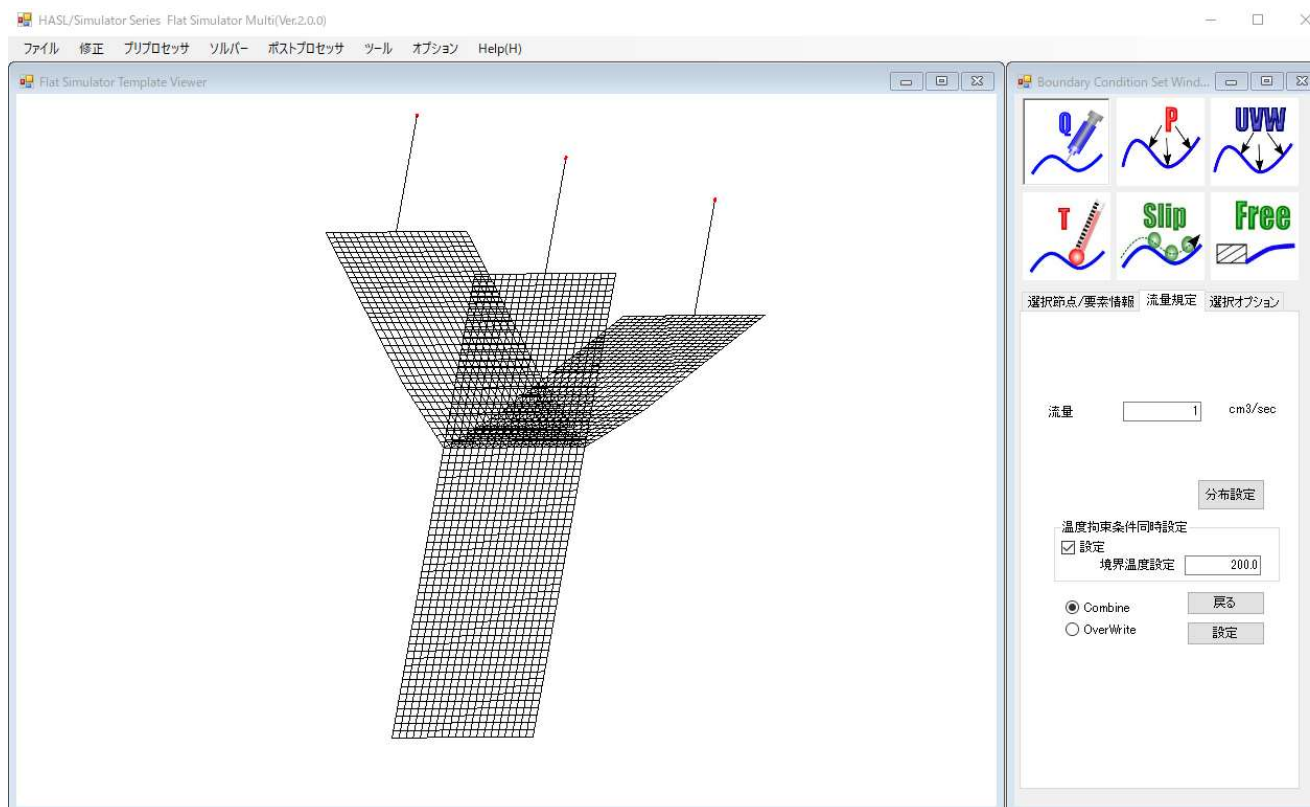 HASL/Simulator Series Flat Simulator Multi(Ver.2.0.0)
ファイル 修正 プリプロセッサ ソルバー ポストプロセッサ ツール オプション Help(H)
Flat Simulator Template Viewer
Boundary Condition Set Wind...
Q P UVW
T Slip Free
選択節点/要素情報 流量規定 選択オプション
流量 1 cm3/sec
分布設定
温度拘束条件同時設定
設定
境界温度設定 200.0
Combine 戻る
OverWrite 設定